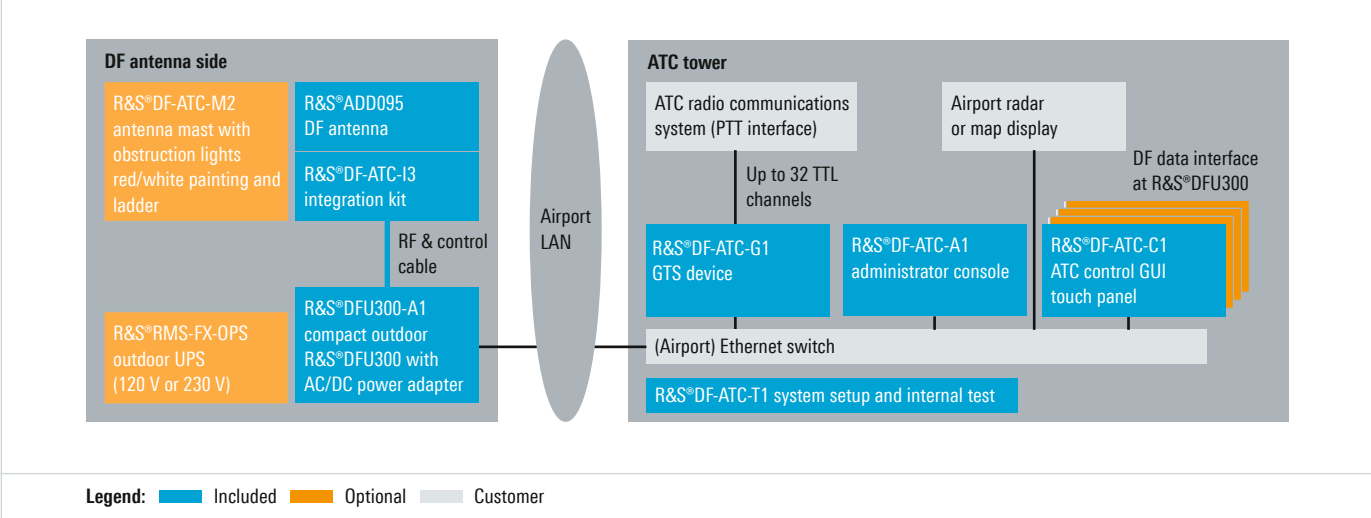 DF antenna side
R&S®DF-ATC-M2
antenna mast with
obstruction lights
red/white painting and
ladder
R&S®ADD095
DF antenna
R&S®DF-ATC-I3
integration kit
RF & control
cable
R&S®RMS-FX-OPS
outdoor UPS
(120 V or 230 V)
R&S®DFU300-A1
compact outdoor
R&S®DFU300 with
AC/DC power adapter
Airport
LAN
ATC tower
ATC radio communications
system (PTT interface)
Airport radar
or map display
Up to 32 TTL
channels
DF data interface
at R&S®DFU300
R&S®DF-ATC-G1
GTS device
R&S®DF-ATC-A1
administrator console
R&S®DF-ATC-C1
ATC control GUI
touch panel
(Airport) Ethernet switch
R&S®DF-ATC-T1 system setup and internal test
Legend: Included Optional Customer